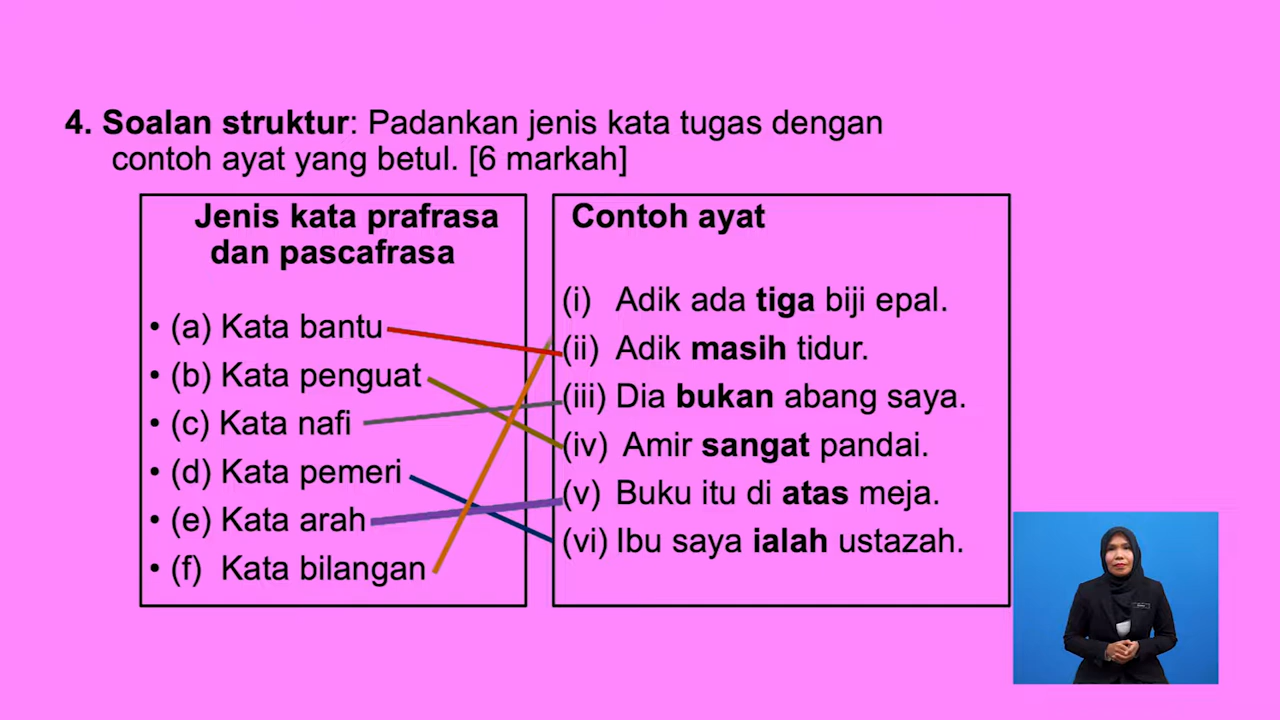 4. Soalan struktur: Padankan jenis kata tugas dengan
contoh ayat yang betul. [6 markah]
Jenis kata prafrasa
dan pascafrasa
• (a) Kata bantu
• (b) Kata penguat
• (c) Kata nafi
• (d) Kata pemeri
• (e) Kata arah
• (f) Kata bilangan
Contoh ayat
(i) Adik ada tiga biji epal.
(ii) Adik masih tidur.
(iii) Dia bukan abang saya.
(iv) Amir sangat pandai.
(v) Buku itu di atas meja.
(vi) Ibu saya ialah ustazah.